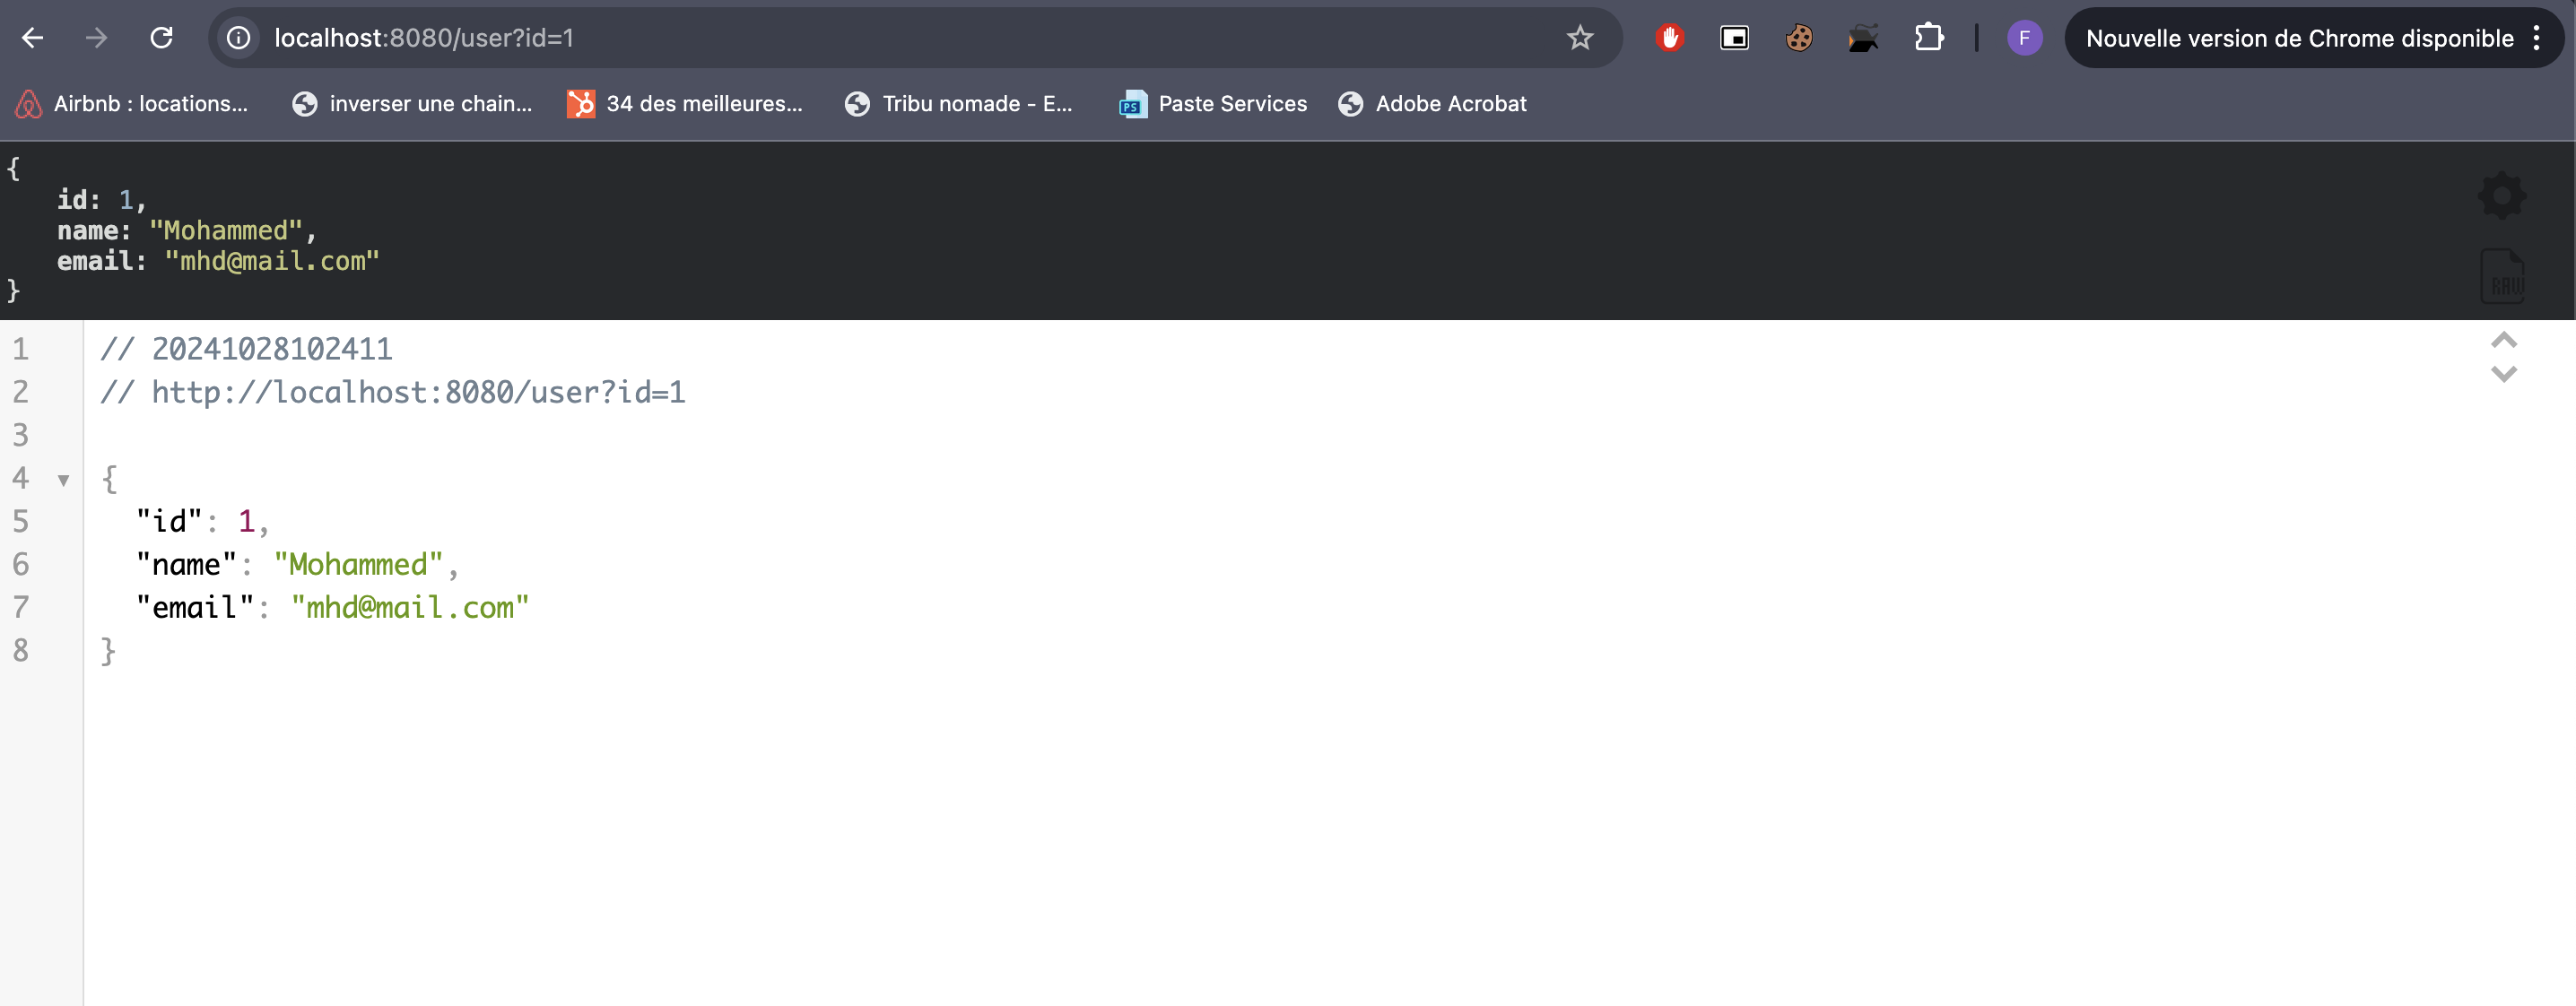 localhost:8080/user?id=1
F
Nouvelle version de Chrome disponible
Airbnb : locations...
inverser une chain...
34 des meilleures...
Tribu nomade - E...
PS
Paste Services
Adobe Acrobat
{
id: 1,
name: "Mohammed",
email: "mhd@mail.com"
}
RAW
1 // 20241028102411
2 // http://localhost:8080/user?id=1
3
4 {
5 "id": 1,
6 "name": "Mohammed",
7 "email": "mhd@mail.com"
8 }